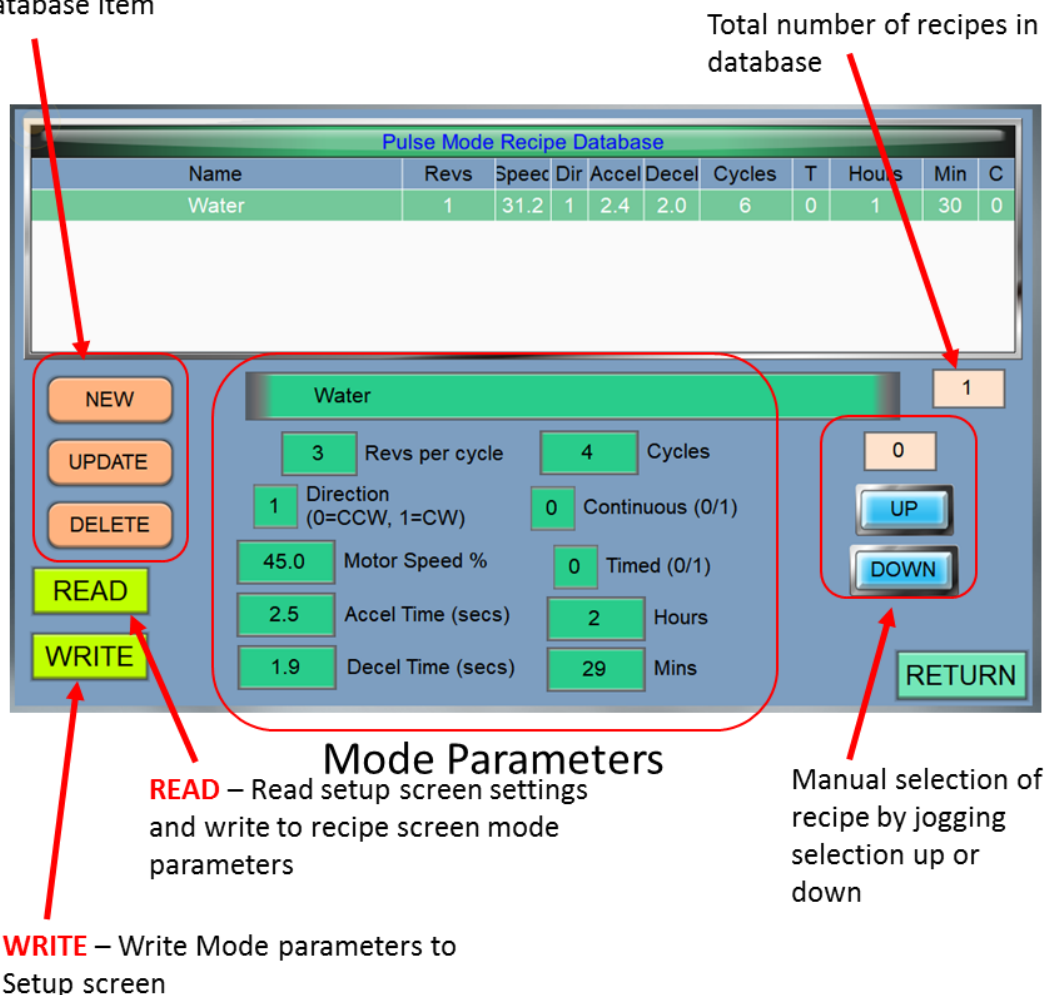 atabase item
Total number of recipes in
database
Pulse Mode Recipe Database
Name Revs Speec Dir Accel Decel Cycles T Hours Min C
Water 1 31.2 1 2.4 2.0 6 0 1 30 0
NEW
UPDATE
DELETE
READ
WRITE
Water
3 Revs per cycle
4 Cycles
1 Direction
(0=CCW, 1=CW)
0 Continuous (0/1)
45.0 Motor Speed %
0 Timed (0/1)
2.5 Accel Time (secs)
2 Hours
1.9 Decel Time (secs)
29 Mins
1
0
UP
DOWN
RETURN
Mode Parameters
READ – Read setup screen settings
and write to recipe screen mode
parameters
Manual selection of
recipe by jogging
selection up or
down
WRITE – Write Mode parameters to
Setup screen